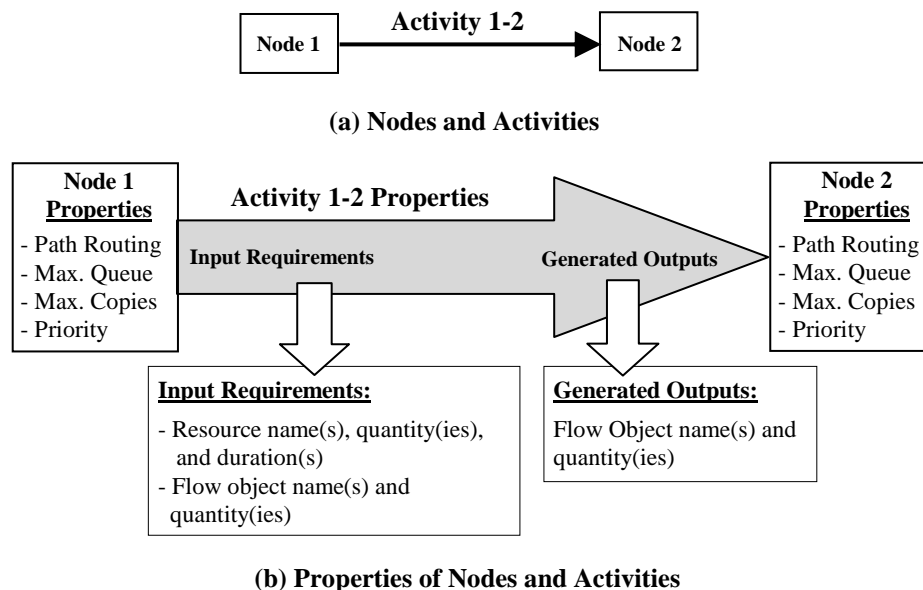 Activity 1-2
Node 1
Node 2
(a) Nodes and Activities
Node 1
Properties
- Path Routing
- Max. Queue
- Max. Copies
- Priority
Activity 1-2 Properties
Input Requirements
Generated Outputs
Node 2
Properties
- Path Routing
- Max. Queue
- Max. Copies
- Priority
Input Requirements:
- Resource name(s), quantity(ies),
and duration(s)
- Flow object name(s) and
quantity(ies)
Generated Outputs:
Flow Object name(s) and
quantity(ies)
(b) Properties of Nodes and Activities